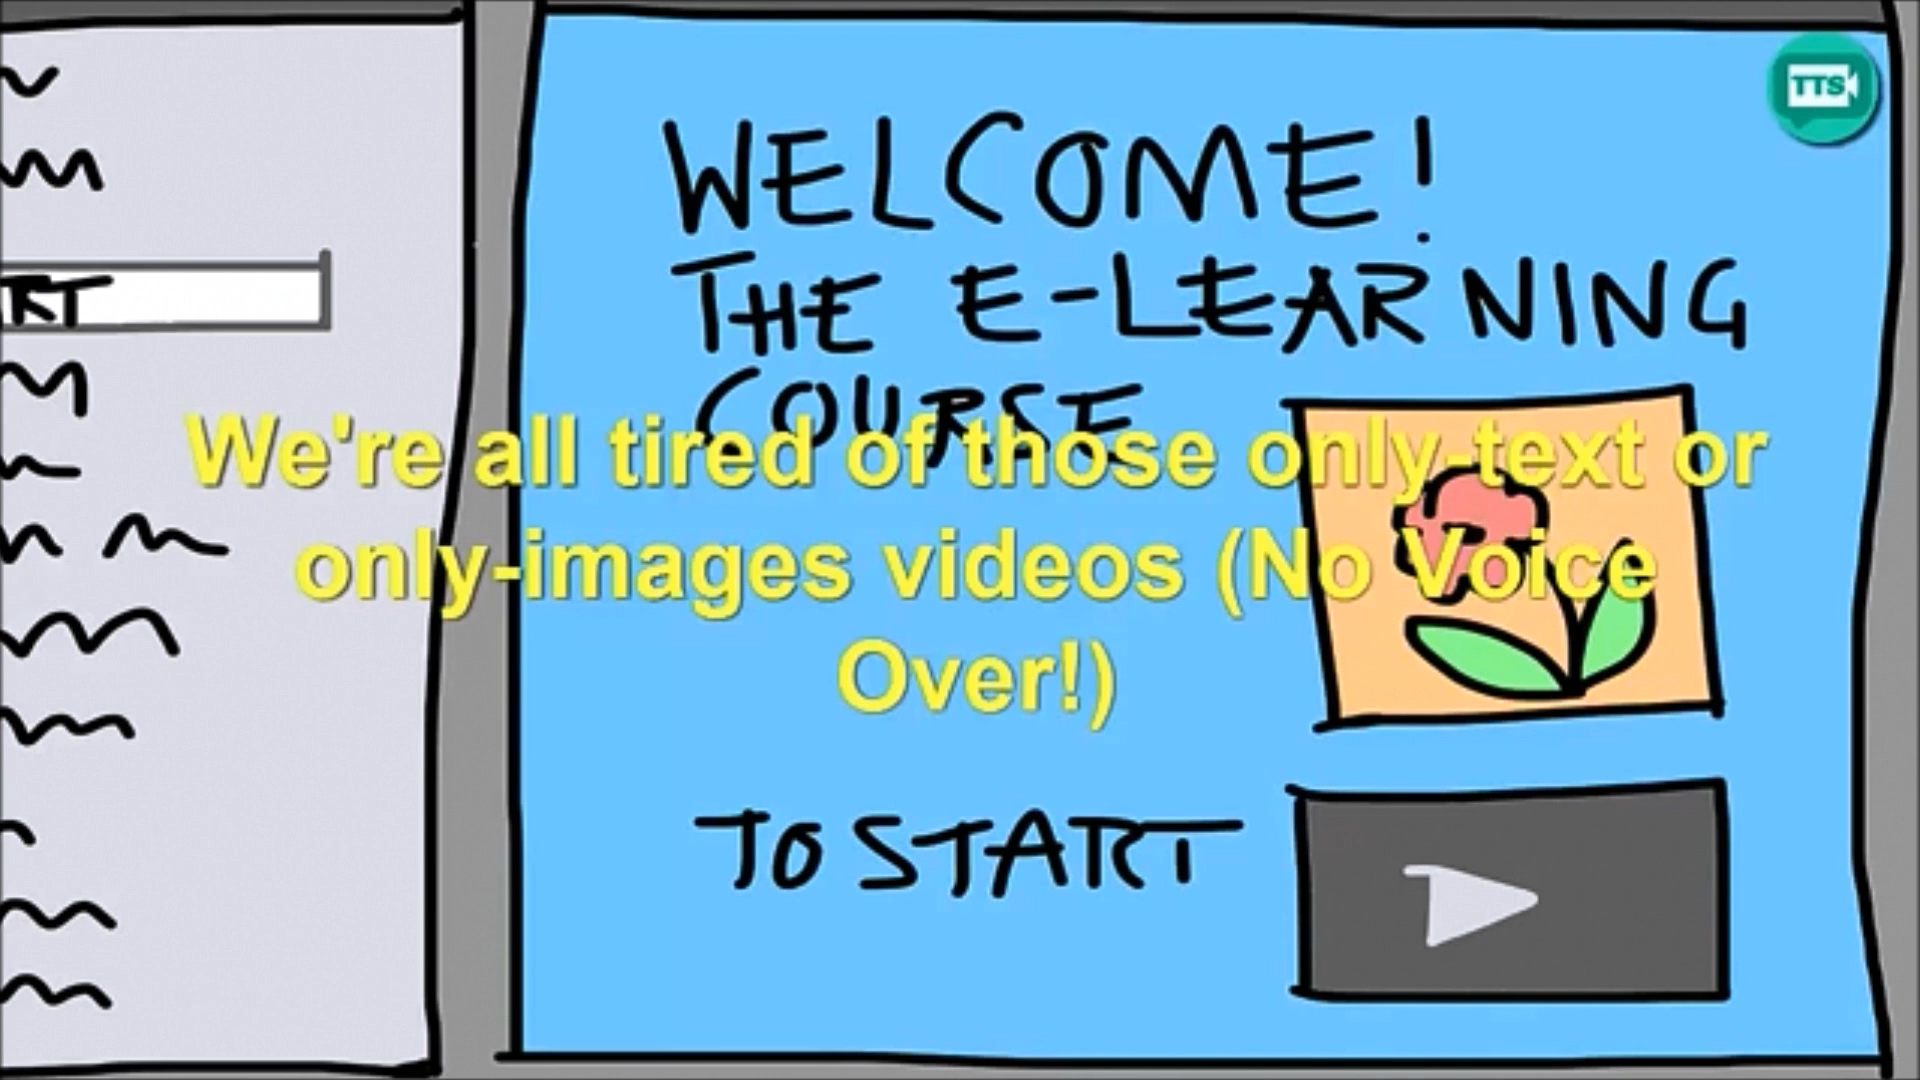 TTS
WELCOME!
THE E-LEARNING
COURSE
RT
We're all tired of those only-text or
only-images videos (No Voice
Over!)
TO START